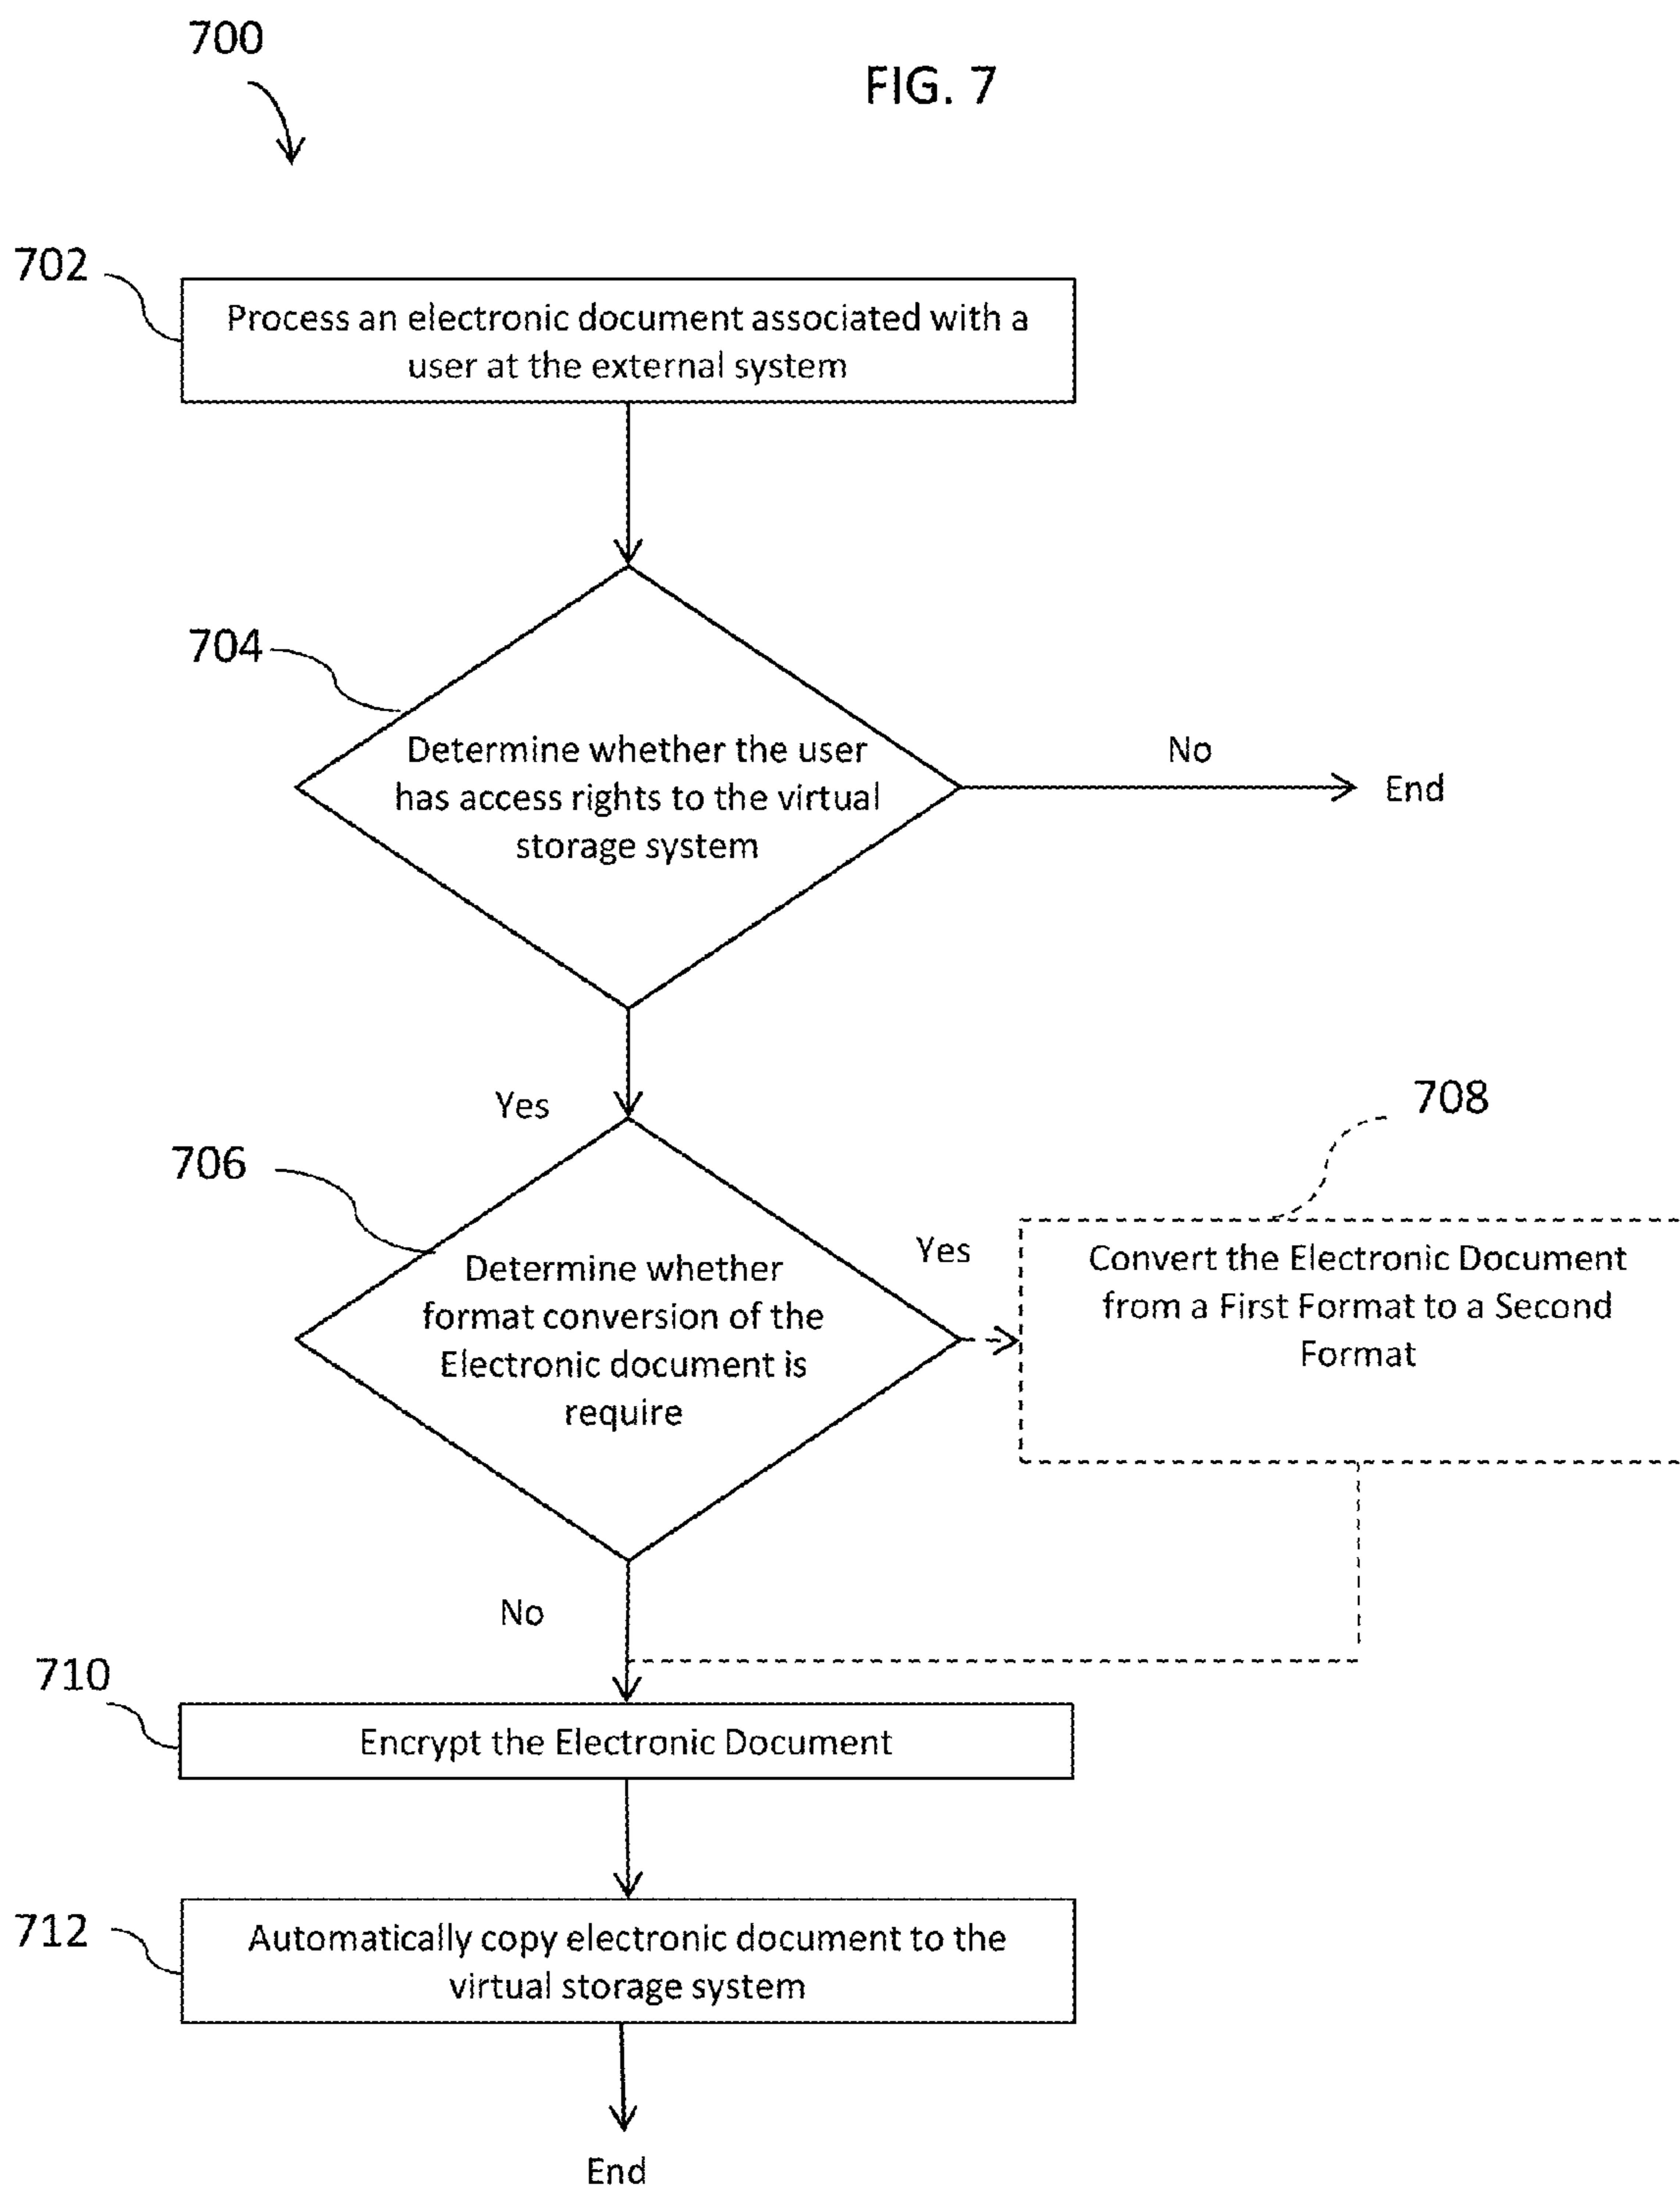 700
FIG. 7
702
Process an electronic document associated with a
user at the external system
704
Determine whether the user
has access rights to the virtual
storage system
No
End
Yes
706
Determine whether
format conversion of the
Electronic document is
require
Yes
708
Convert the Electronic Document
from a First Format to a Second
Format
No
710
Encrypt the Electronic Document
712
Automatically copy electronic document to the
virtual storage system
End